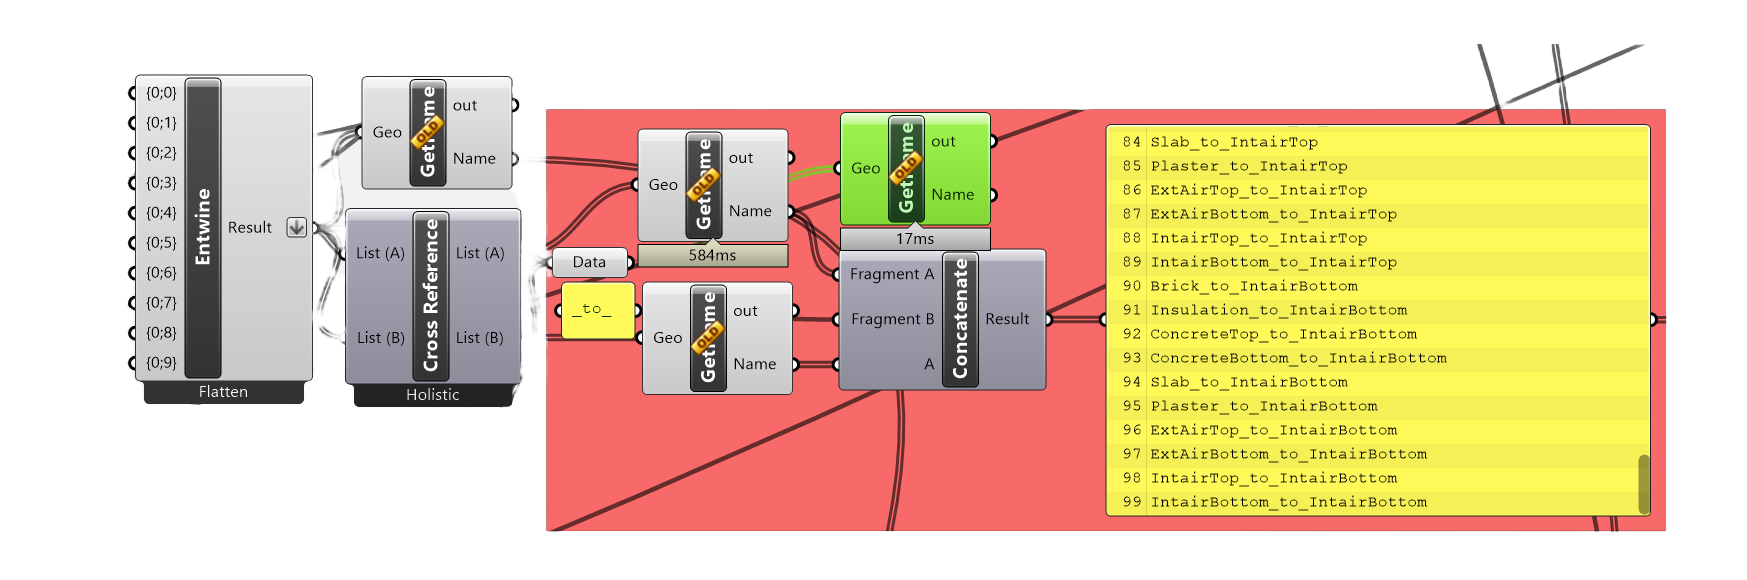 {0;0}
{0;1}
{0;2}
{0;3}
{0;4}
{0;5}
{0;6}
{0;7}
{0;8}
{0;9}
Entwine
Result
Flatten
Geo
OLD
out
Name
List (A)
List (B)
Cross Reference
List (A)
List (B)
Holistic
Geo
OLD
out
Name
584ms
Data
_to_
Geo
OLD
out
Name
Geo
OLD
out
Name
17ms
Fragment A
Fragment B
A
Concatenate
Result
84 Slab_to_IntairTop
85 Plaster_to_IntairTop
86 ExtAirTop_to_IntairTop
87 ExtAirBottom_to_IntairTop
88 IntairTop_to_IntairTop
89 IntairBottom_to_IntairTop
90 Brick_to_IntairBottom
91 Insulation_to_IntairBottom
92 ConcreteTop_to_IntairBottom
93 ConcreteBottom_to_IntairBottom
94 Slab_to_IntairBottom
95 Plaster_to_IntairBottom
96 ExtAirTop_to_IntairBottom
97 ExtAirBottom_to_IntairBottom
98 IntairTop_to_IntairBottom
99 IntairBottom_to_IntairBottom